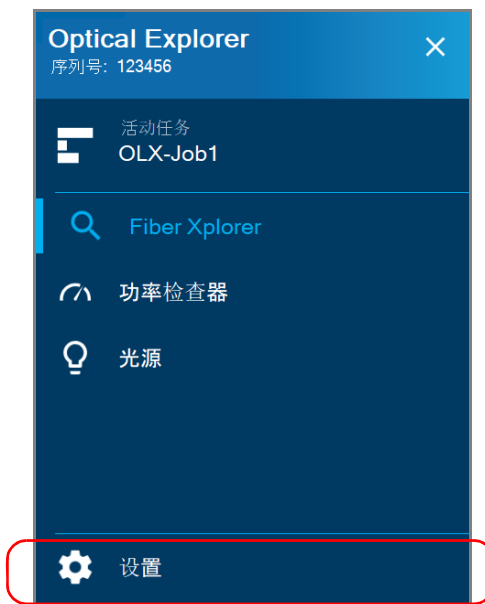 Optical Explorer
序列号: 123456
活动任务
OLX-Job1
Fiber Xplorer
功率检查器
光源
设置